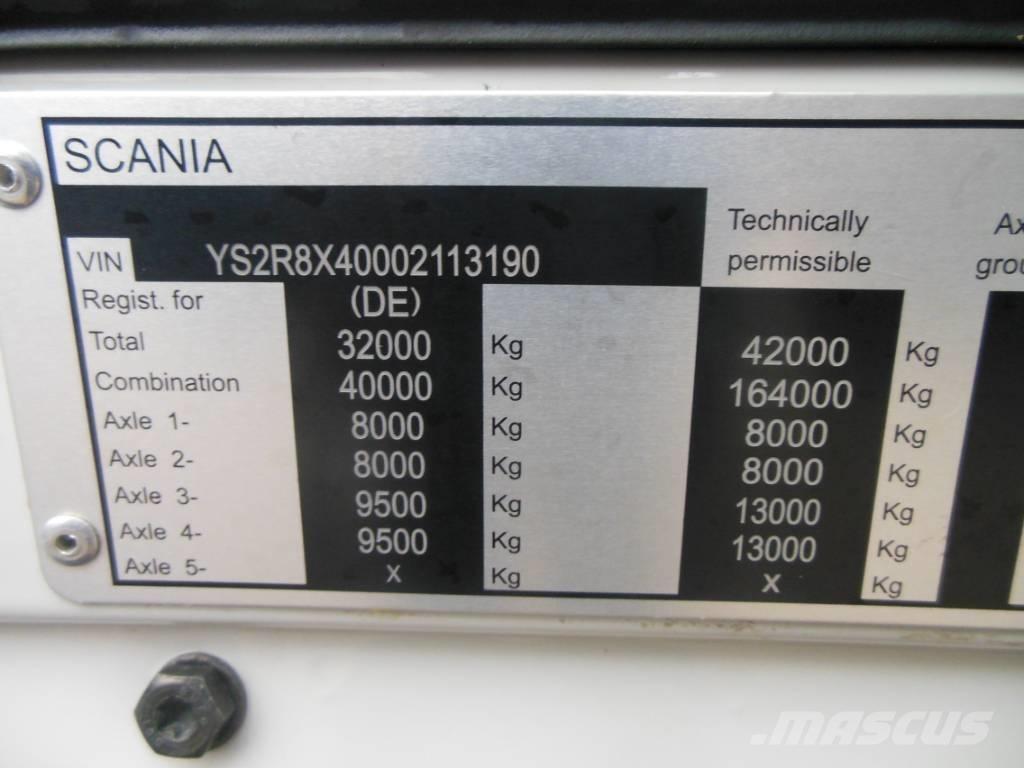 SCANIA
Technically permissible
Ax
grou
VIN YS2R8X40002113190
Regist. for (DE)
Total 32000 Kg 42000 Kg
Combination 40000 Kg 164000 Kg
Axle 1- 8000 Kg 8000 Kg
Axle 2- 8000 Kg 8000 Kg
Axle 3- 9500 Kg 13000 Kg
Axle 4- 9500 Kg 13000 Kg
Axle 5- x Kg x Kg
MASCUS